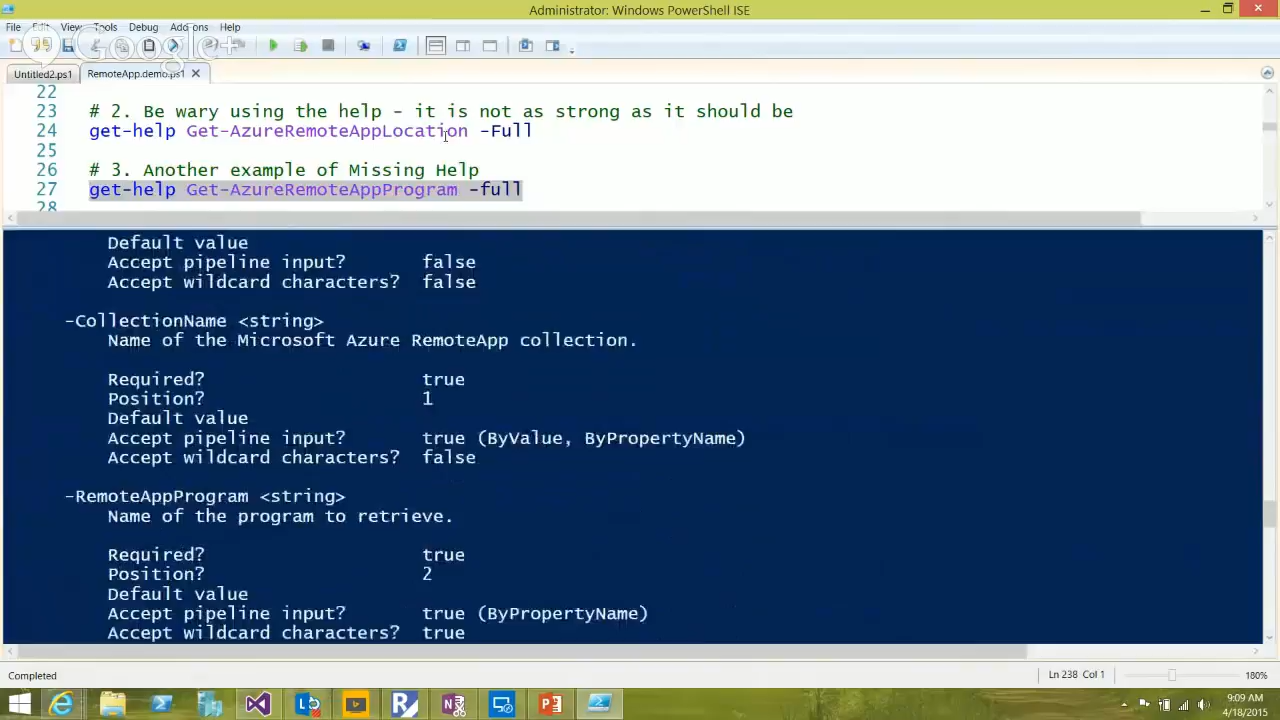 Administrator: Windows PowerShell ISE
File Edit View Tools Debug Add-ons Help
Google+
Untitled2.ps1 RemoteApp.demo.ps1
22
23 # 2. Be wary using the help - it is not as strong as it should be
24 get-help Get-AzureRemoteAppLocation -Full
25
26 # 3. Another example of Missing Help
27 get-help Get-AzureRemoteAppProgram -full
28
Default value
Accept pipeline input? false
Accept wildcard characters? false
-CollectionName <string>
Name of the Microsoft Azure RemoteApp collection.
Required? true
Position? 1
Default value
Accept pipeline input? true (ByValue, ByPropertyName)
Accept wildcard characters? false
-RemoteAppProgram <string>
Name of the program to retrieve.
Required? true
Position? 2
Default value
Accept pipeline input? true (ByPropertyName)
Accept wildcard characters? true
Completed Ln 238 Col 1 180%
9:09 AM
4/18/2015